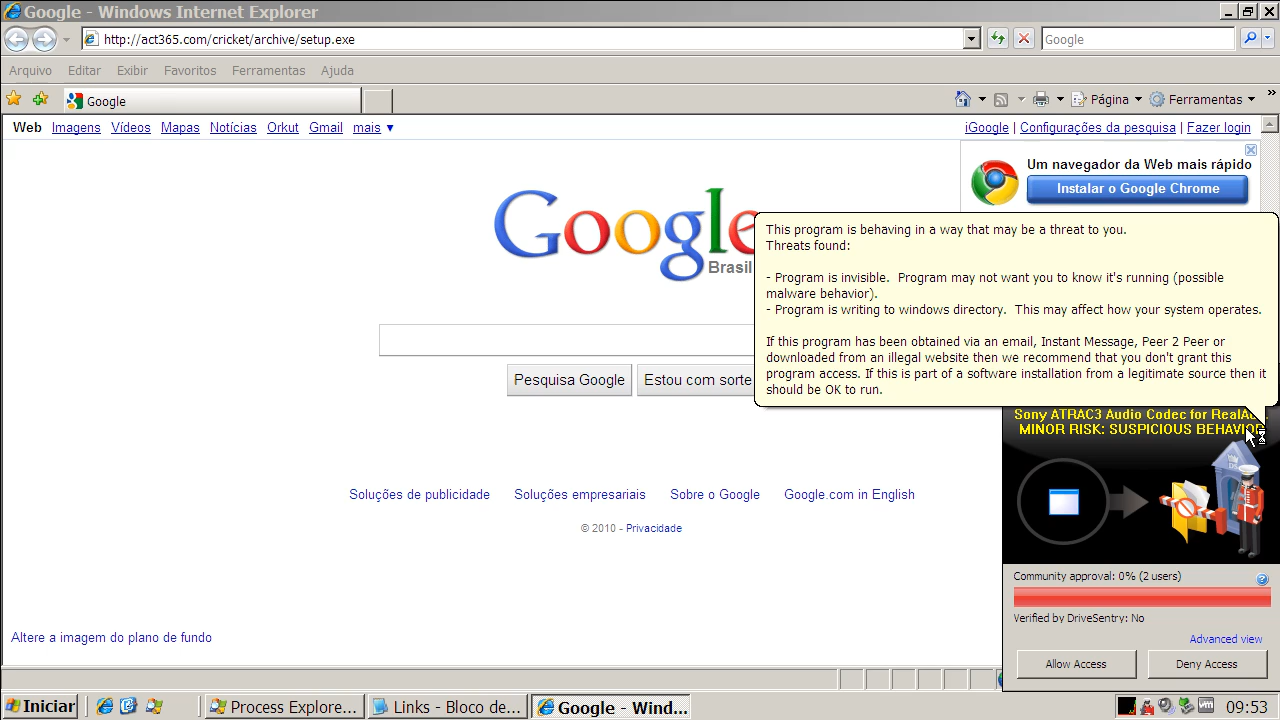 Google - Windows Internet Explorer
http://act365.com/cricket/archive/setup.exe
Google
Arquivo Editar Exibir Favoritos Ferramentas Ajuda
Google
Página Ferramentas »
Web Imagens Vídeos Mapas Notícias Orkut Gmail mais ▼
iGoogle | Configurações da pesquisa | Fazer login
Um navegador da Web mais rápido
Instalar o Google Chrome
Google
Brasil
This program is behaving in a way that may be a threat to you.
Threats found:
- Program is invisible. Program may not want you to know it's running (possible
malware behavior).
- Program is writing to windows directory. This may affect how your system operates.
If this program has been obtained via an email, Instant Message, Peer 2 Peer or
downloaded from an illegal website then we recommend that you don't grant this
program access. If this is part of a software installation from a legitimate source then it
should be OK to run.
Pesquisa Google
Estou com sorte
Sony ATRAC3 Audio Codec for
MINOR RISK: SUSPICIOUS BEHAVIOR
Soluções de publicidade Soluções empresariais Sobre o Google Google.com in English
© 2010 - Privacidade
Community approval: 0% (2 users)
Verified by DriveSentry: No
Advanced view
Allow Access
Deny Access
Altere a imagem do plano de fundo
Iniciar
Process Explore...
Links - Bloco de...
Google - Wind...
09:53